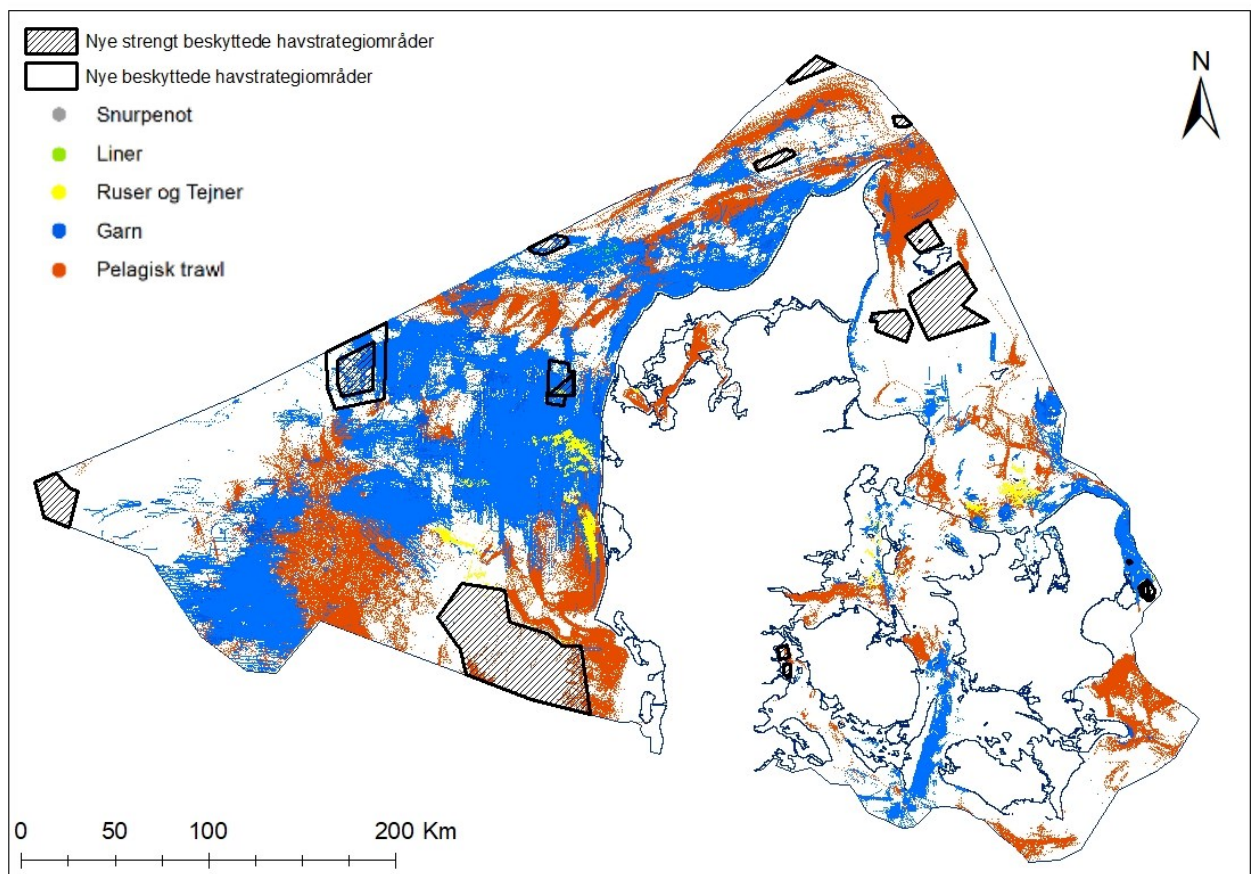 Nye strengt beskyttede havstrategiområder
Nye beskyttede havstrategiområder
Snurpenot
Liner
Ruser og Tejner
Garn
Pelagisk trawl
N
0 50 100 200 Km